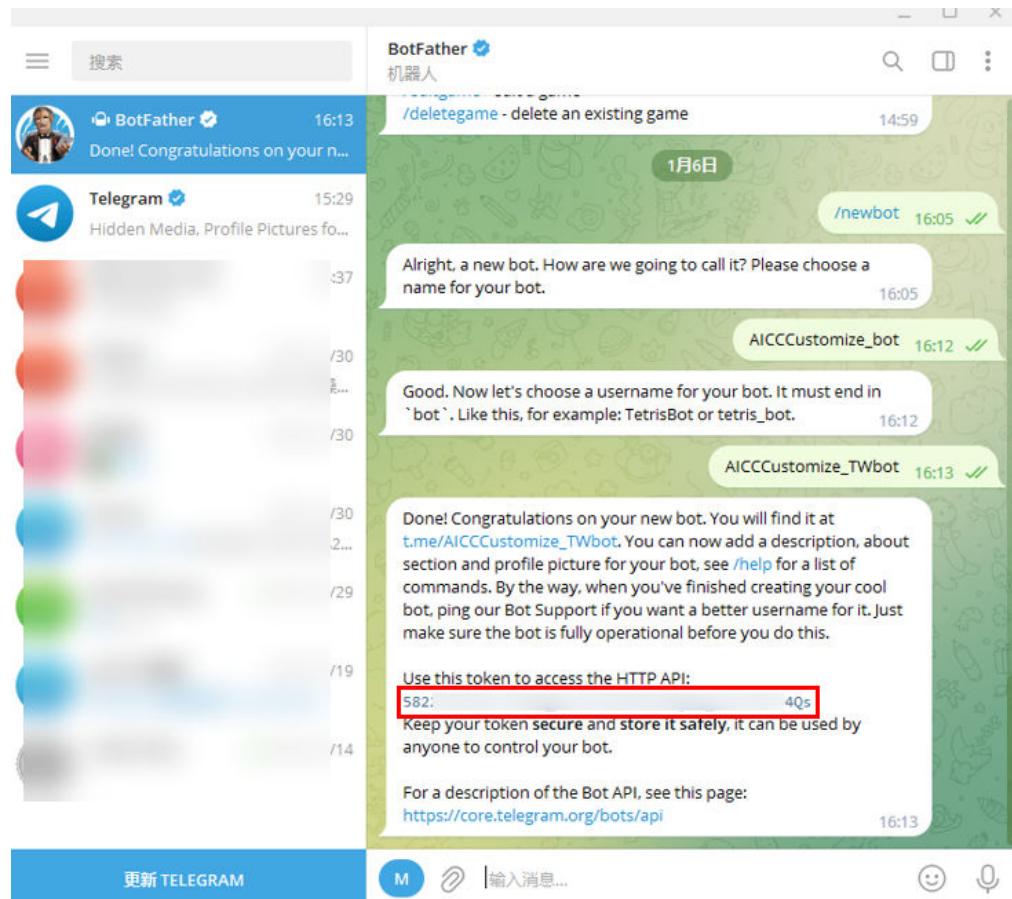 搜索
BotFather
16:13
Done! Congratulations on your n...
Telegram
15:29
Hidden Media, Profile Pictures fo...
:37
/30
/30
/30
2...
/29
/19
/14
更新 TELEGRAM
BotFather
机器人
/deletegame - delete an existing game
14:59
1月6日
/newbot 16:05
Alright, a new bot. How are we going to call it? Please choose a
name for your bot.
16:05
AICCCustomize_bot 16:12
Good. Now let's choose a username for your bot. It must end in
`bot`. Like this, for example: TetrisBot or tetris_bot.
16:12
AICCCustomize_TWbot 16:13
Done! Congratulations on your new bot. You will find it at
t.me/AICCCustomize_TWbot. You can now add a description, about
section and profile picture for your bot, see /help for a list of
commands. By the way, when you've finished creating your cool
bot, ping our Bot Support if you want a better username for it. Just
make sure the bot is fully operational before you do this.
Use this token to access the HTTP API:
582: 4Qs
Keep your token secure and store it safely, it can be used by
anyone to control your bot.
For a description of the Bot API, see this page:
https://core.telegram.org/bots/api
16:13
M
输入消息...